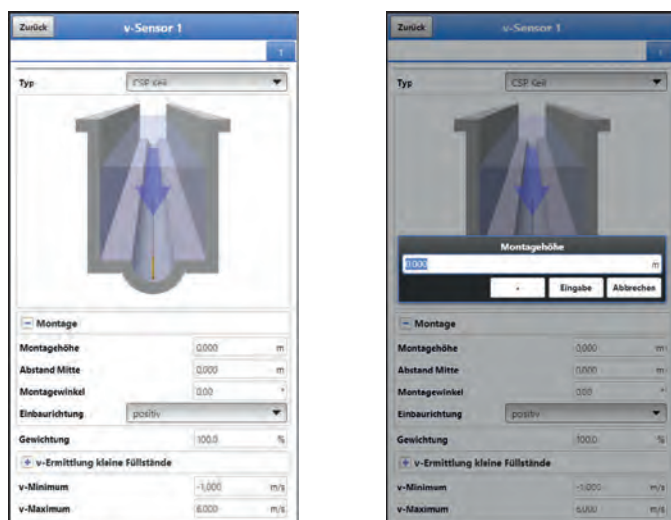 Zurück v-Sensor 1
1
Typ CSP Keil
Montage
Montagehöhe 0.000 m
Abstand Mitte 0.000 m
Montagewinkel 0.00 °
Einbaurichtung positiv
Gewichtung 100.0 %
v-Ermittlung kleine Füllstände
v-Minimum -1.000 m/s
v-Maximum 6.000 m/s
Zurück v-Sensor 1
1
Typ CSP Keil
Montagehöhe
0.000 m
- Eingabe Abbrechen
Montage
Montagehöhe 0.000 m
Abstand Mitte 0.000 m
Montagewinkel 0.00 °
Einbaurichtung positiv
Gewichtung 100.0 %
v-Ermittlung kleine Füllstände
v-Minimum -1.000 m/s
v-Maximum 6.000 m/s